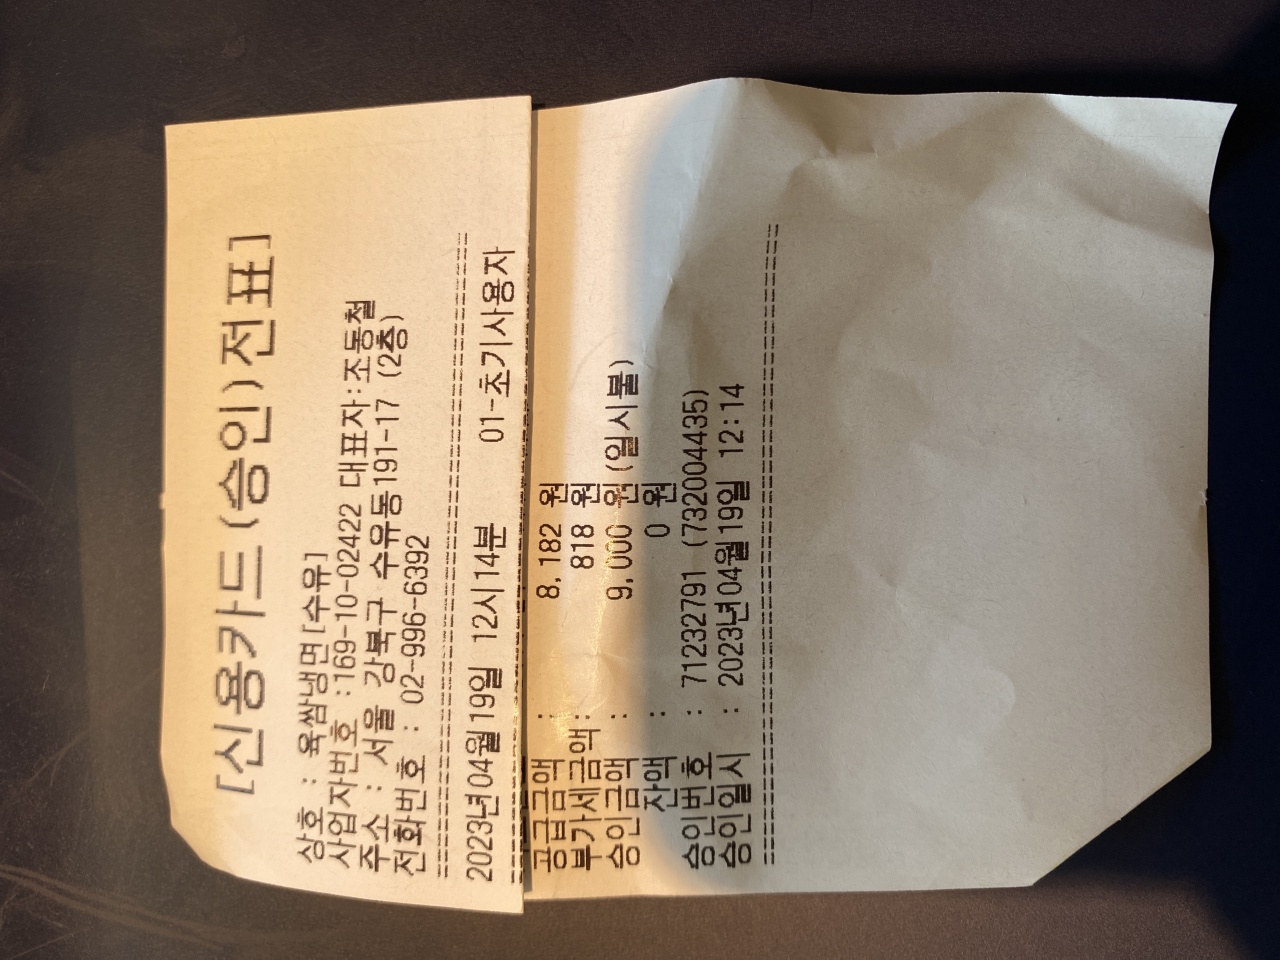 [신용카드(승인)전표]
상호 : 육쌈냉면[수유]
사업자번호 :169-10-02422 대표자:조동철
주소 : 서울 강북구 수유동191-17 (2층)
전화번호 : 02-996-6392
========================================
2023년04월19일 12시14분 01-초기사용자
========================================
공급금액 : 8,182 원
부가세금액: 818 원
승인금액 : 9,000 원(일시불)
잔액 : 0 원
승인번호 : 71232791 (732004435)
승인일시 : 2023년04월19일 12:14
========================================